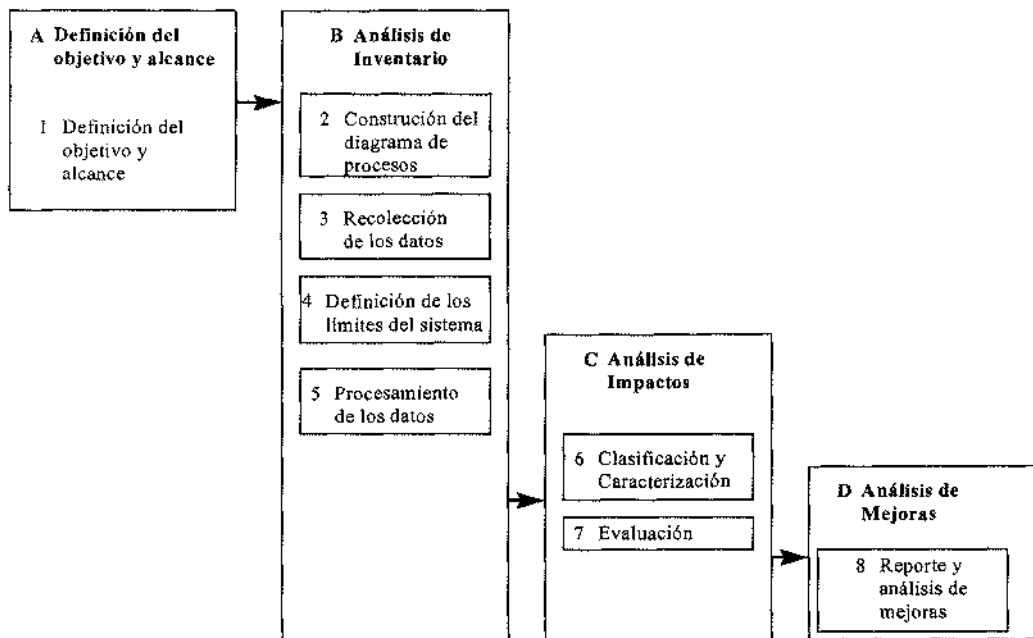 A Definición del
objetivo y alcance
1 Definición del
objetivo y
alcance
B Análisis de
Inventario
2 Construción del
diagrama de
procesos
3 Recolección
de los datos
4 Definición de los
límites del sistema
5 Procesamiento
de los datos
C Análisis de
Impactos
6 Clasificación y
Caracterización
7 Evaluación
D Análisis de
Mejoras
8 Reporte y
análisis de
mejoras